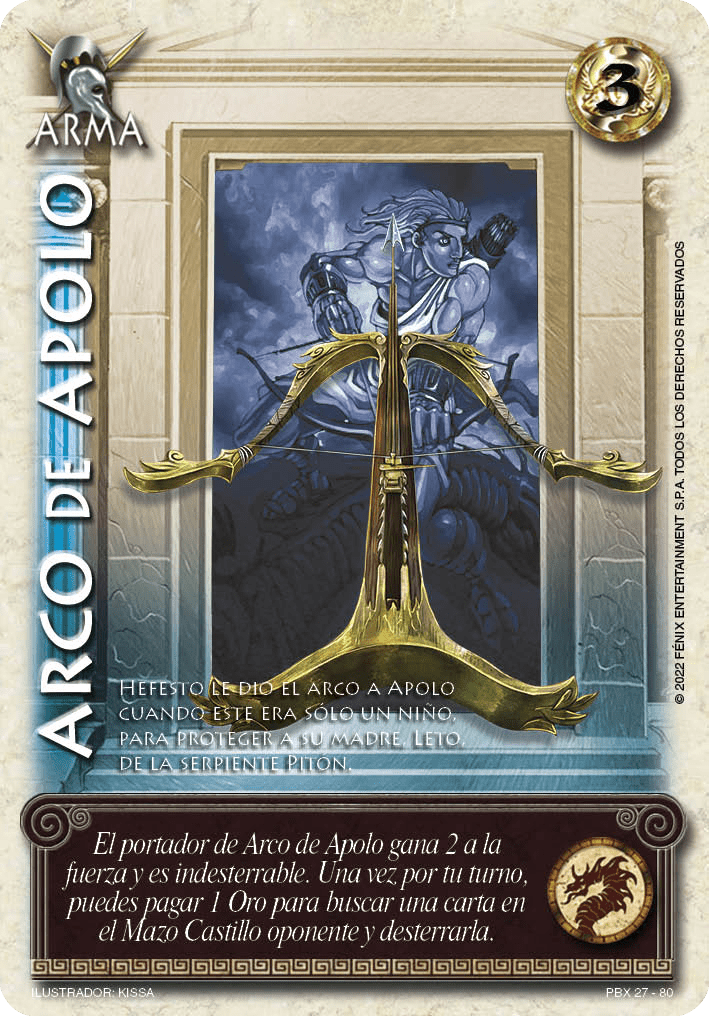 ARMA
3
ARCO DE APOLO
© 2022 FÉNIX ENTERTAINMENT S.P.A. TODOS LOS DERECHOS RESERVADOS
HEFESTO LE DIO EL ARCO A APOLO
CUANDO ESTE ERA SÓLO UN NIÑO,
PARA PROTEGER A SU MADRE, LETO,
DE LA SERPIENTE PITÓN.
El portador de Arco de Apolo gana 2 a la
fuerza y es indesterrable. Una vez por tu turno,
puedes pagar 1 Oro para buscar una carta en
el Mazo Castillo oponente y desterrarla.
ILUSTRADOR: KISSA
PBX 27 - 80